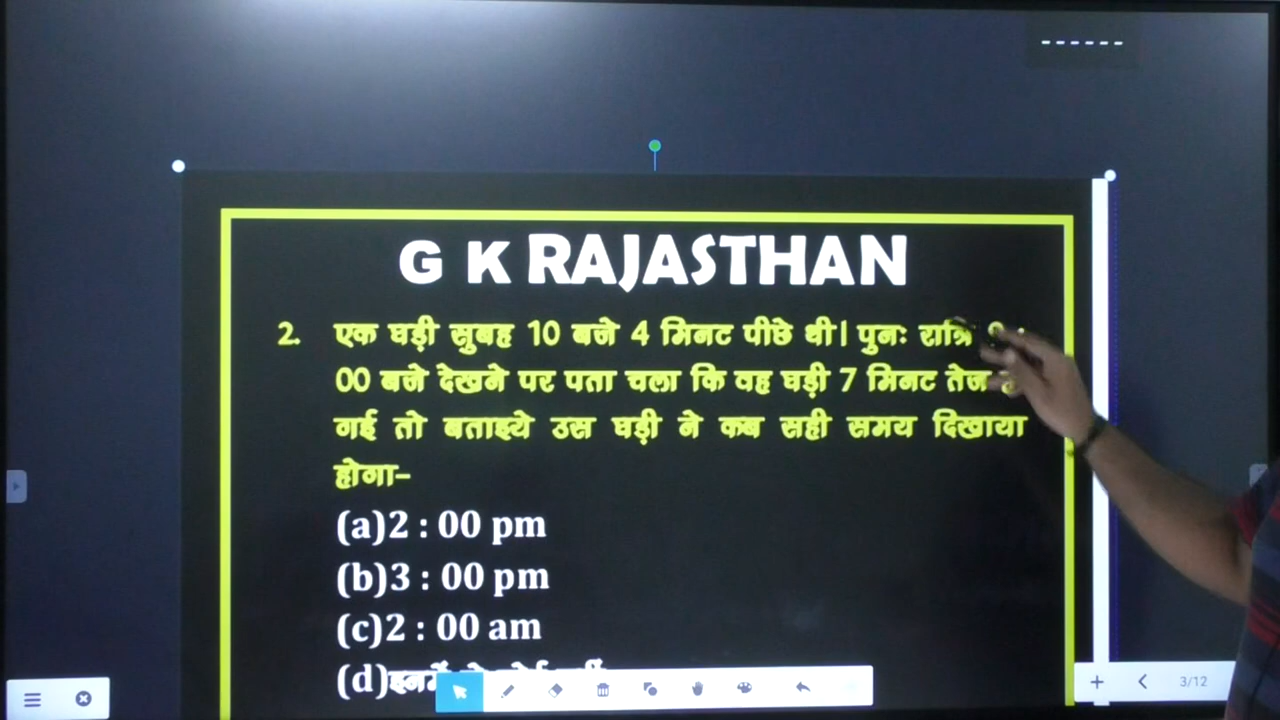 G K RAJASTHAN
2. एक घड़ी सुबह 10 बजे 4 मिनट पीछे थी। पुनः रात्रि 9 :
00 बजे देखने पर पता चला कि वह घड़ी 7 मिनट तेज
गई तो बताइये उस घड़ी ने कब सही समय दिखाया
होगा-
(a)2 : 00 pm
(b)3 : 00 pm
(c)2 : 00 am
(d)
3/12